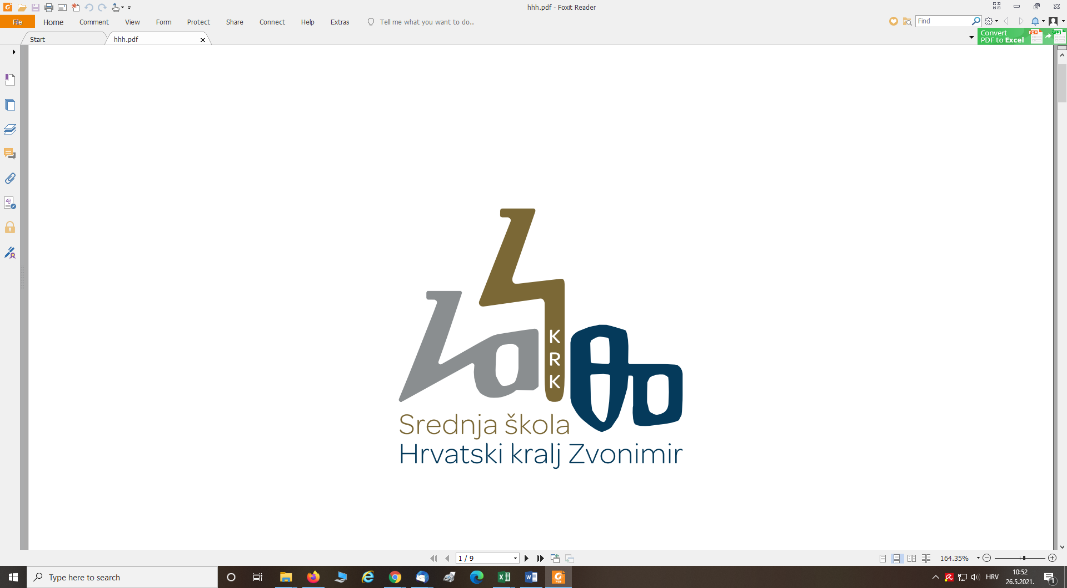 hhh.pdf - Foxit Reader
File Home Comment View Form Protect Share Connect Help Extras Tell me what you want to do... Find
Start hhh.pdf
Convert
PDF to Excel
K
R
K
Srednja škola
Hrvatski kralj Zvonimir
1 / 9
164.35%
Type here to search
HRV
10:52
26.5.2021.